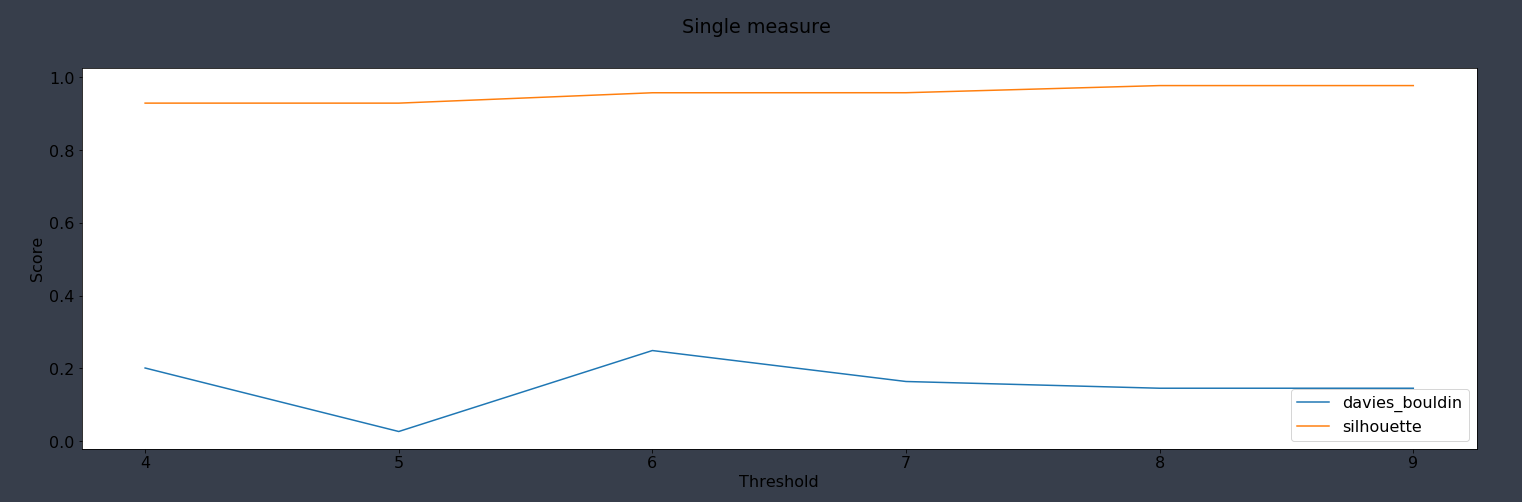 Single measure
1.0
0.8
0.6
0.4
0.2
0.0
Score
4 5 6 7 8 9
Threshold
davies_bouldin
silhouette